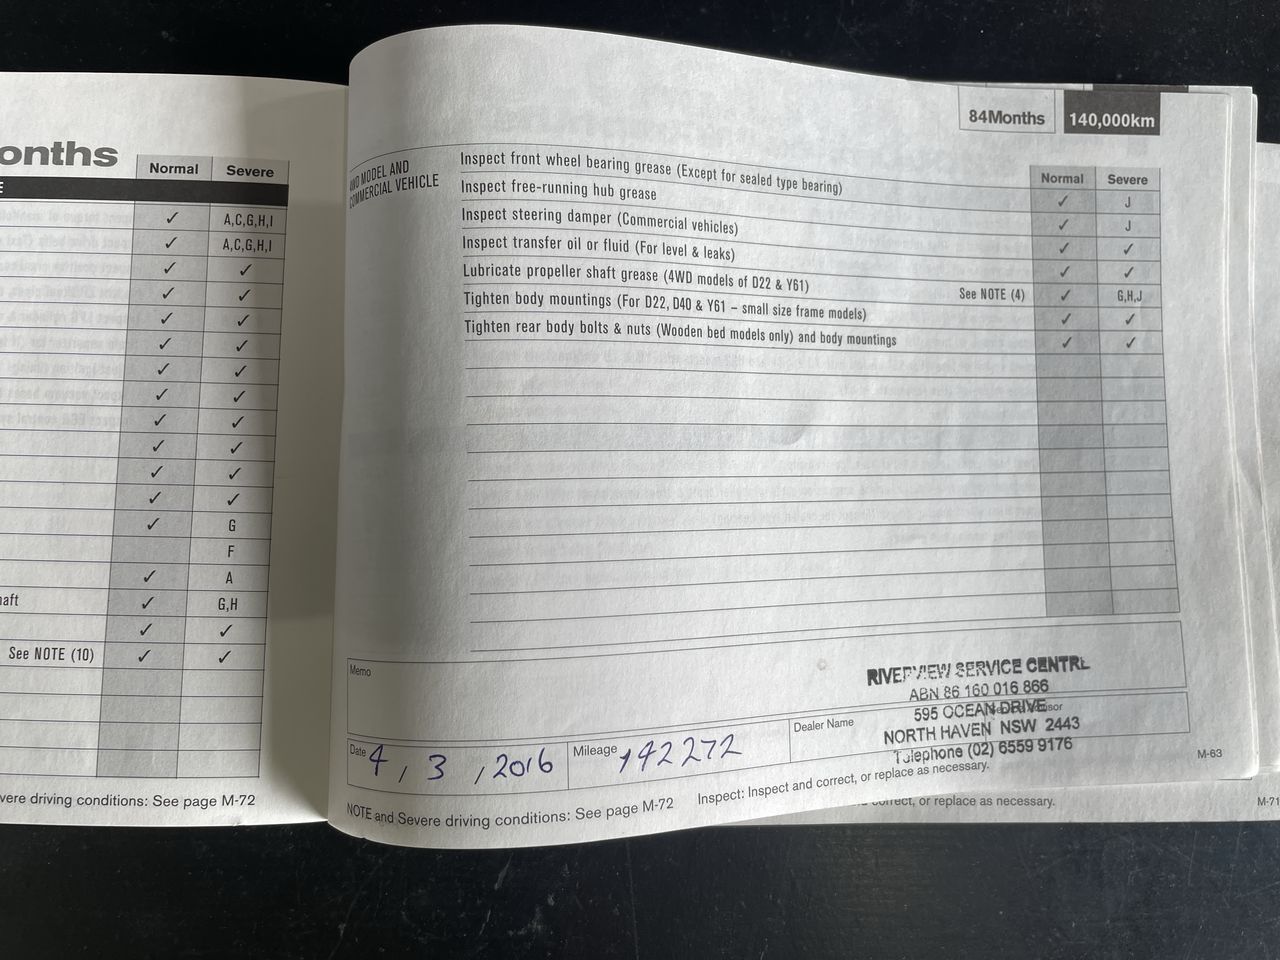 onths
Normal Severe
E
✓ A,C,G,H,I
✓ A,C,G,H,I
✓ ✓
✓ ✓
✓ ✓
✓ ✓
✓ ✓
✓ ✓
✓ ✓
✓ ✓
✓ ✓
✓ ✓
✓ G
F
✓ A
haft ✓ G,H
✓ ✓
See NOTE (10) ✓ ✓
vere driving conditions: See page M-72
84Months 140,000km
4WD MODEL AND
COMMERCIAL VEHICLE
Normal Severe
Inspect front wheel bearing grease (Except for sealed type bearing) ✓ J
Inspect free-running hub grease ✓ J
Inspect steering damper (Commercial vehicles) ✓ ✓
Inspect transfer oil or fluid (For level & leaks) ✓ ✓
Lubricate propeller shaft grease (4WD models of D22 & Y61) See NOTE (4) ✓ G,H,J
Tighten body mountings (For D22, D40 & Y61 – small size frame models) ✓ ✓
Tighten rear body bolts & nuts (Wooden bed models only) and body mountings ✓ ✓
Memo
RIVERVIEW SERVICE CENTRE
ABN 86 160 016 866
595 OCEAN DRIVE
NORTH HAVEN NSW 2443
Telephone (02) 6559 9176
Date 4, 3, 2016 Mileage 142272 Dealer Name
M-63
NOTE and Severe driving conditions: See page M-72 Inspect: Inspect and correct, or replace as necessary.
correct, or replace as necessary.
M-71